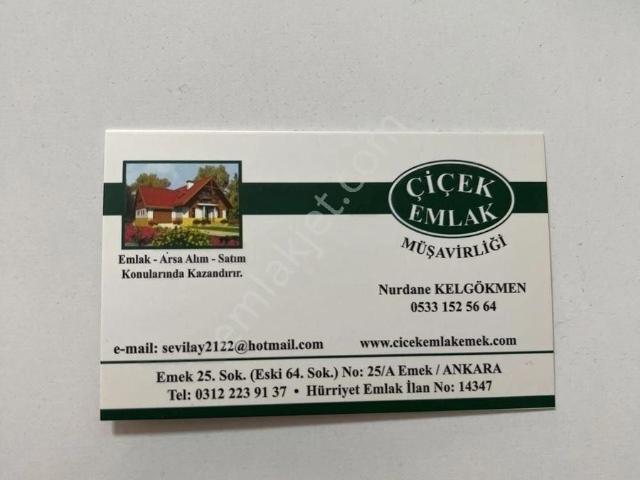 ÇİÇEK
EMLAK
MÜŞAVİRLİĞİ
Emlak - Arsa Alım - Satım
Konularında Kazandırır.
Nurdane KELGÖKMEN
0533 152 56 64
e-mail: sevilay2122@hotmail.com
www.cicekemlakemek.com
Emek 25. Sok. (Eski 64. Sok.) No: 25/A Emek / ANKARA
Tel: 0312 223 91 37 • Hürriyet Emlak İlan No: 14347
emlakjet.com